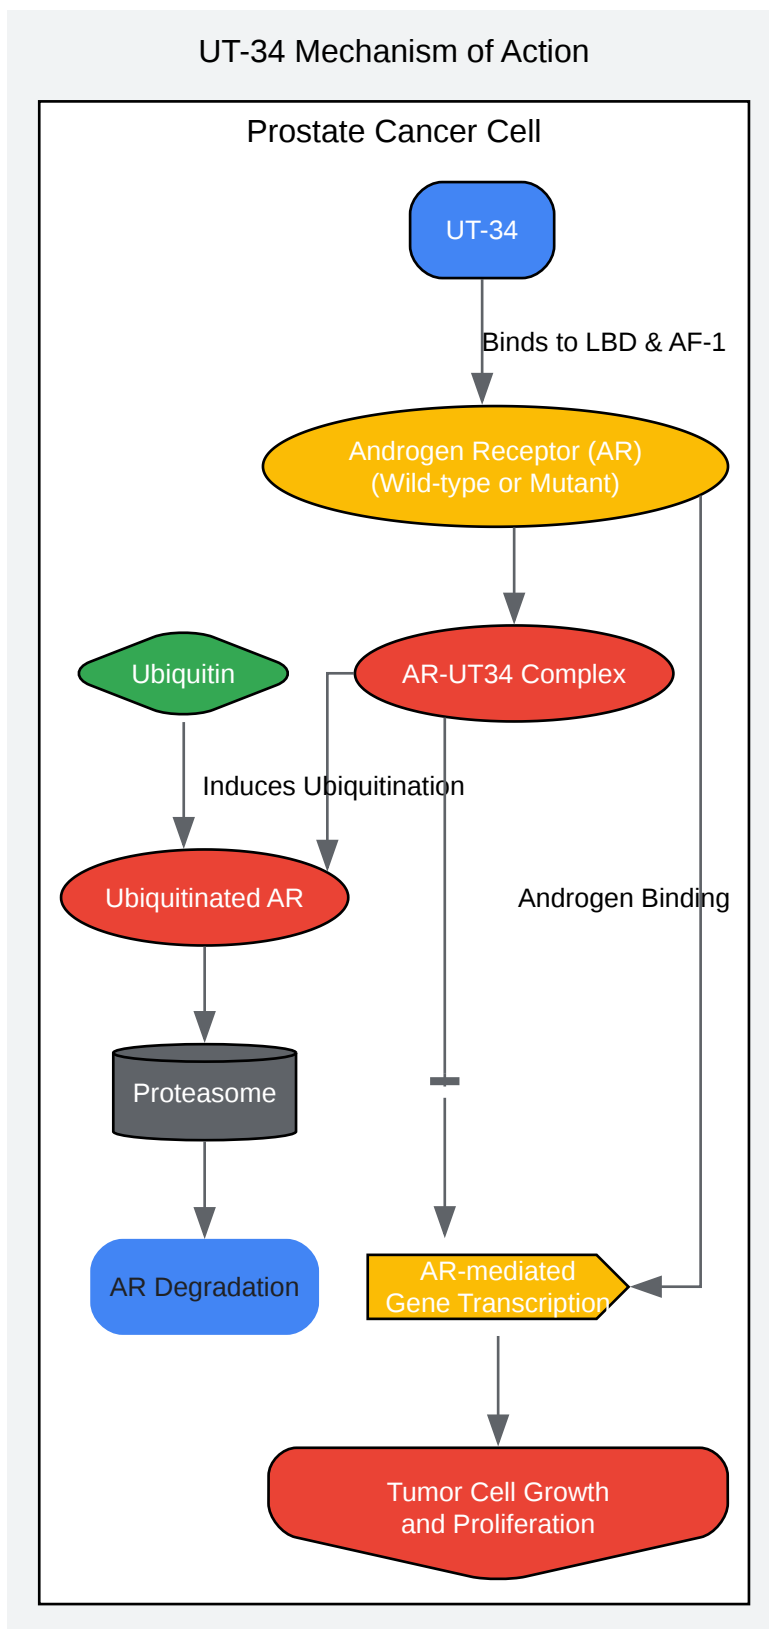 UT-34 Mechanism of Action
Prostate Cancer Cell
UT-34
Binds to LBD & AF-1
Androgen Receptor (AR)
(Wild-type or Mutant)
Ubiquitin
AR-UT34 Complex
Induces Ubiquitination
Ubiquitinated AR
Androgen Binding
Proteasome
AR Degradation
AR-mediated
Gene Transcription
Tumor Cell Growth
and Proliferation